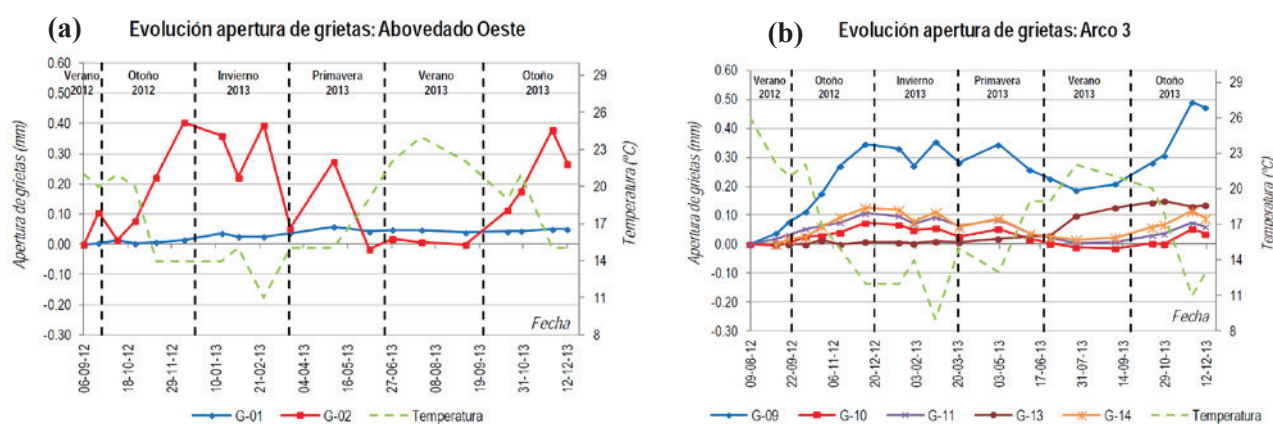 (a) Evolución apertura de grietas: Abovedado Oeste
Apertura de grietas (mm)
0.60
0.50
0.40
0.30
0.20
0.10
0.00
-0.10
-0.20
-0.30
Verano 2012
Otoño 2012
Invierno 2013
Primavera 2013
Verano 2013
Otoño 2013
29
26
23
20
17
14
11
8
Temperatura (ºC)
Fecha
06-09-12
18-10-12
29-11-12
10-01-13
21-02-13
04-04-13
16-05-13
27-06-13
08-08-13
19-09-13
31-10-13
12-12-13
G-01 G-02 Temperatura
(b) Evolución apertura de grietas: Arco 3
Apertura de grietas (mm)
0.60
0.50
0.40
0.30
0.20
0.10
0.00
-0.10
-0.20
-0.30
Verano 2012
Otoño 2012
Invierno 2013
Primavera 2013
Verano 2013
Otoño 2013
29
26
23
20
17
14
11
8
Temperatura (ºC)
Fecha
09-08-12
22-09-12
06-11-12
20-12-12
03-02-13
20-03-13
03-05-13
17-06-13
31-07-13
14-09-13
29-10-13
12-12-13
G-09 G-10 G-11 G-13 G-14 Temperatura